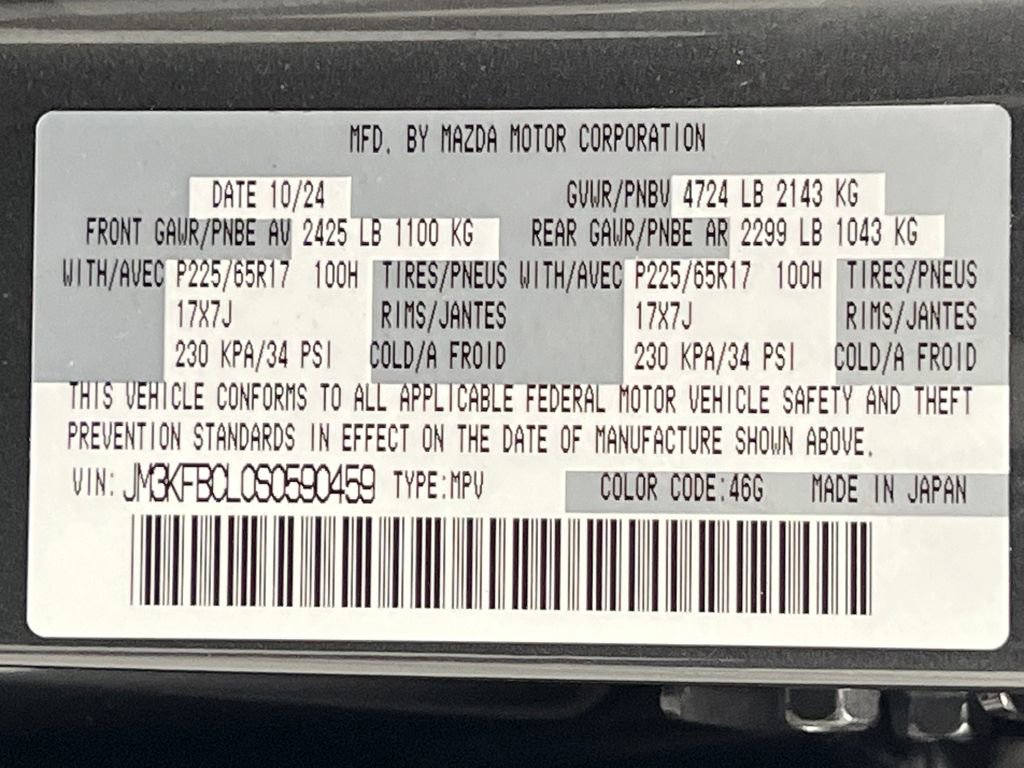 MFD. BY MAZDA MOTOR CORPORATION
DATE 10/24 GVWR/PNBV 4724 LB 2143 KG
FRONT GAWR/PNBE AV 2425 LB 1100 KG REAR GAWR/PNBE AR 2299 LB 1043 KG
WITH/AVEC P225/65R17 100H TIRES/PNEUS WITH/AVEC P225/65R17 100H TIRES/PNEUS
17X7J RIMS/JANTES 17X7J RIMS/JANTES
230 KPA/34 PSI COLD/A FROID 230 KPA/34 PSI COLD/A FROID
THIS VEHICLE CONFORMS TO ALL APPLICABLE FEDERAL MOTOR VEHICLE SAFETY AND THEFT
PREVENTION STANDARDS IN EFFECT ON THE DATE OF MANUFACTURE SHOWN ABOVE.
VIN: JM3KFBCL0S0590459 TYPE:MPV COLOR CODE:46G MADE IN JAPAN